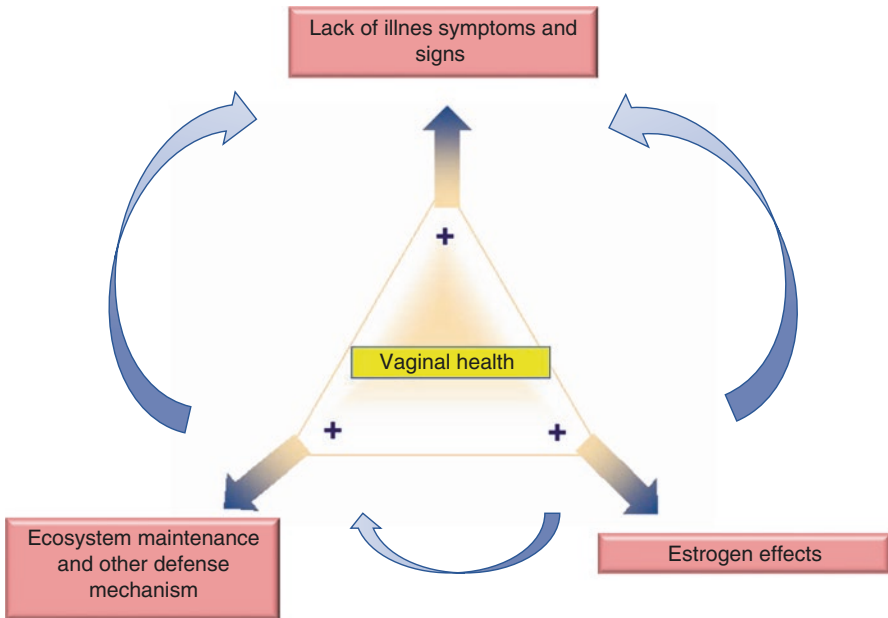 Lack of illnes symptoms and
signs
+
Vaginal health
+ +
Ecosystem maintenance
and other defense
mechanism
Estrogen effects